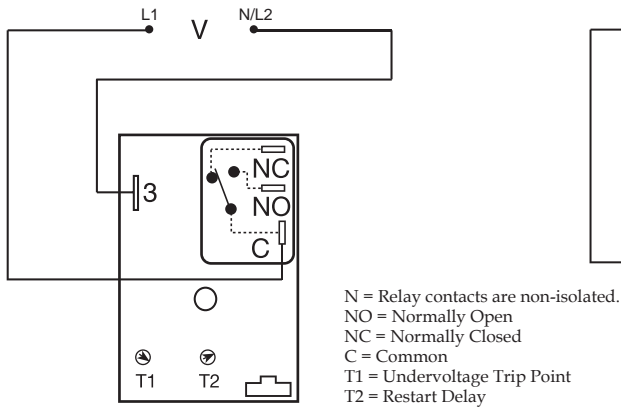 L1 V N/L2
NC
3
NO
C
T1 T2
N = Relay contacts are non-isolated.
NO = Normally Open
NC = Normally Closed
C = Common
T1 = Undervoltage Trip Point
T2 = Restart Delay